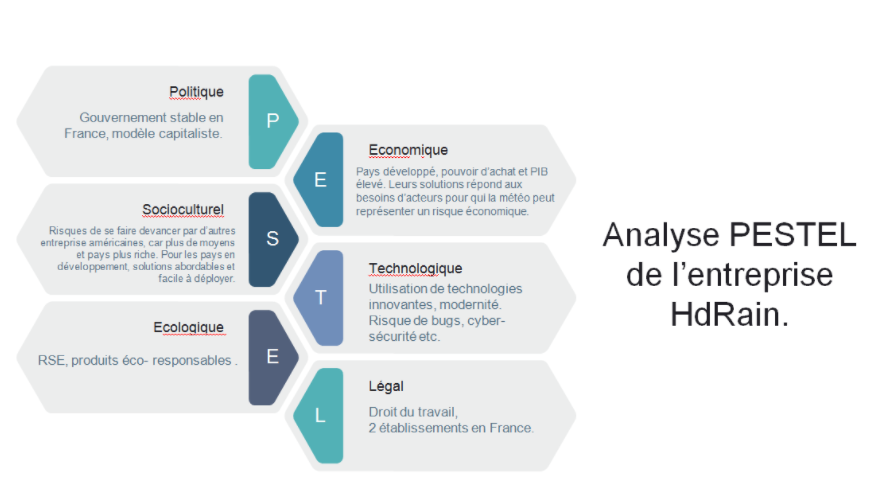 Politique
Gouvernement stable en
France, modèle capitaliste.
P
Economique
Pays développé, pouvoir d'achat et PIB
élevé. Leurs solutions répond aux
besoins d'acteurs pour qui la météo peut
représenter un risque économique.
E
Socioculturel
Risques de se faire devancer par d'autres
entreprise américaines, car plus de moyens
et pays plus riche. Pour les pays en
développement, solutions abordables et
facile à déployer.
S
Technologique
Utilisation de technologies
innovantes, modernité.
Risque de bugs, cyber-
sécurité etc.
T
Ecologique
RSE, produits éco- responsables .
E
Légal
Droit du travail,
2 établissements en France.
L
Analyse PESTEL
de l'entreprise
HdRain.